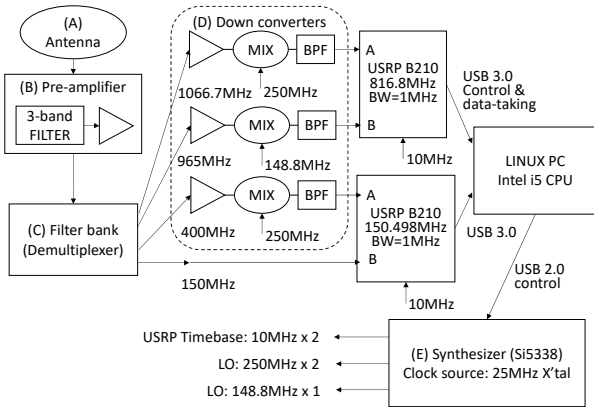 (A)
Antenna
(B) Pre-amplifier
3-band
FILTER
(C) Filter bank
(Demultiplexer)
(D) Down converters
MIX
BPF
1066.7MHz
250MHz
MIX
BPF
965MHz
148.8MHz
MIX
BPF
400MHz
250MHz
150MHz
A
USRP B210
816.8MHz
BW=1MHz
B
10MHz
A
USRP B210
150.498MHz
BW=1MHz
B
10MHz
USB 3.0
Control &
data-taking
LINUX PC
Intel i5 CPU
USB 3.0
USB 2.0
control
USRP Timebase: 10MHz x 2
LO: 250MHz x 2
LO: 148.8MHz x 1
(E) Synthesizer (Si5338)
Clock source: 25MHz X'tal